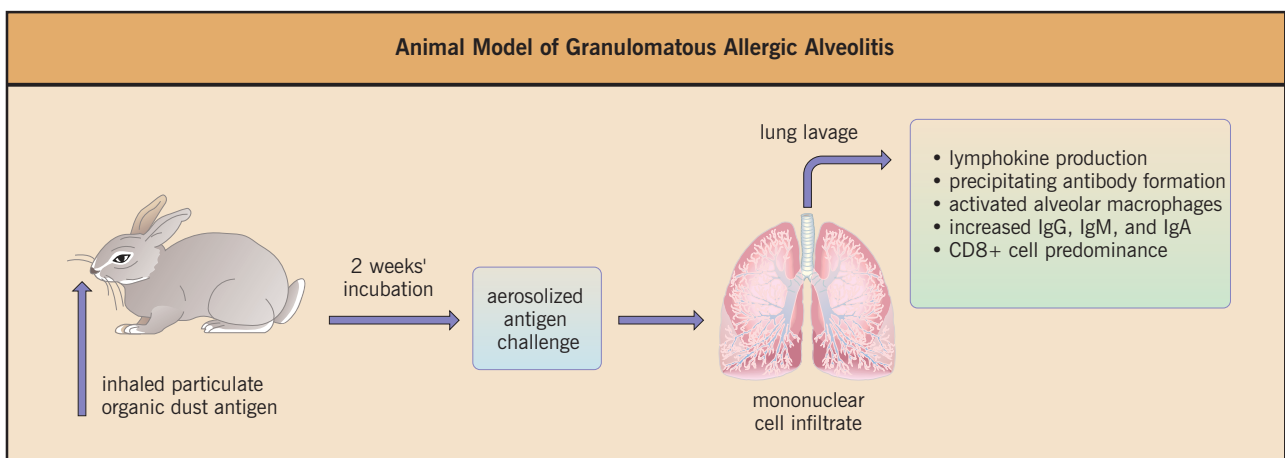 Animal Model of Granulomatous Allergic Alveolitis
inhaled particulate
organic dust antigen
2 weeks'
incubation
aerosolized
antigen
challenge
mononuclear
cell infiltrate
lung lavage
• lymphokine production
• precipitating antibody formation
• activated alveolar macrophages
• increased IgG, IgM, and IgA
• CD8+ cell predominance